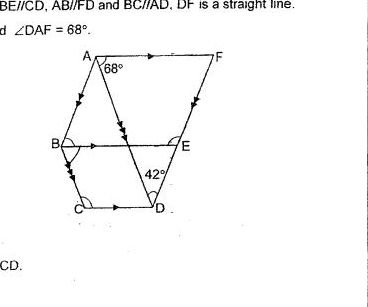 BE//CD, AB//FD and BC//AD, DF is a straight line.
d ∠DAF = 68°.
A F
68°
B E
42°
C D
CD.